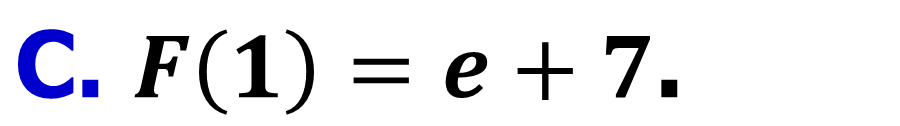 C. F(1) = e + 7.